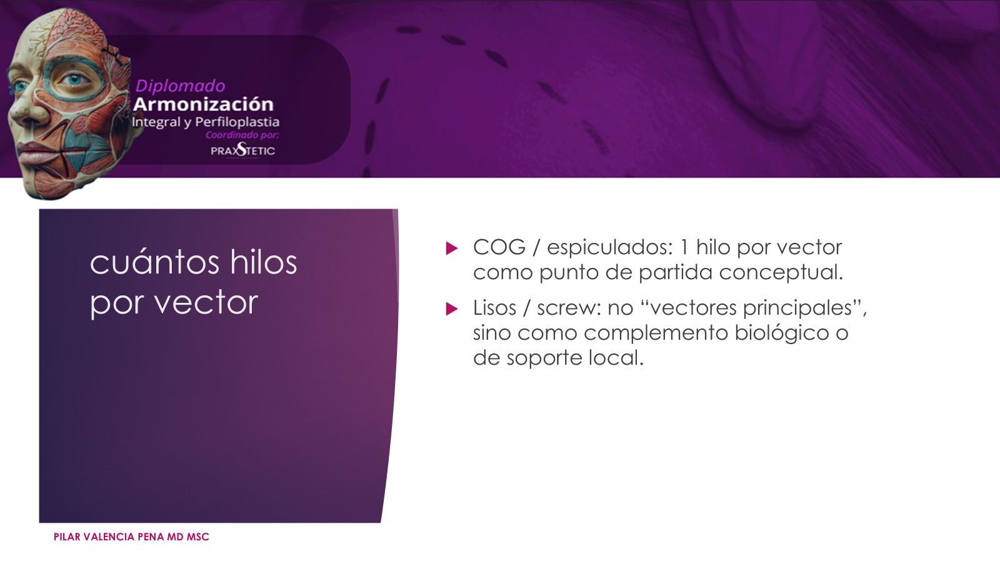 Diplomado
Armonización
Integral y Perfiloplastia
Coordinado por:
PRAXSTETIC
cuántos hilos
por vector
COG / espiculados: 1 hilo por vector
como punto de partida conceptual.
Lisos / screw: no “vectores principales”,
sino como complemento biológico o
de soporte local.
PILAR VALENCIA PENA MD MSC